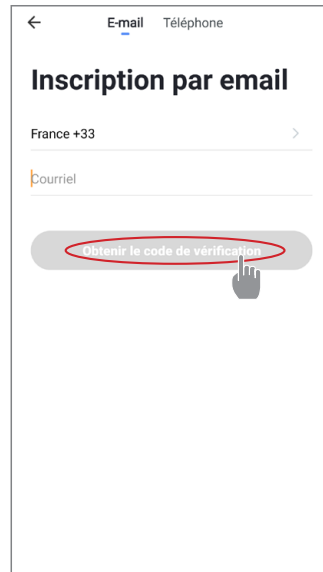 E-mail Téléphone
Inscription par email
France +33
Courriel
Obtenir le code de vérification